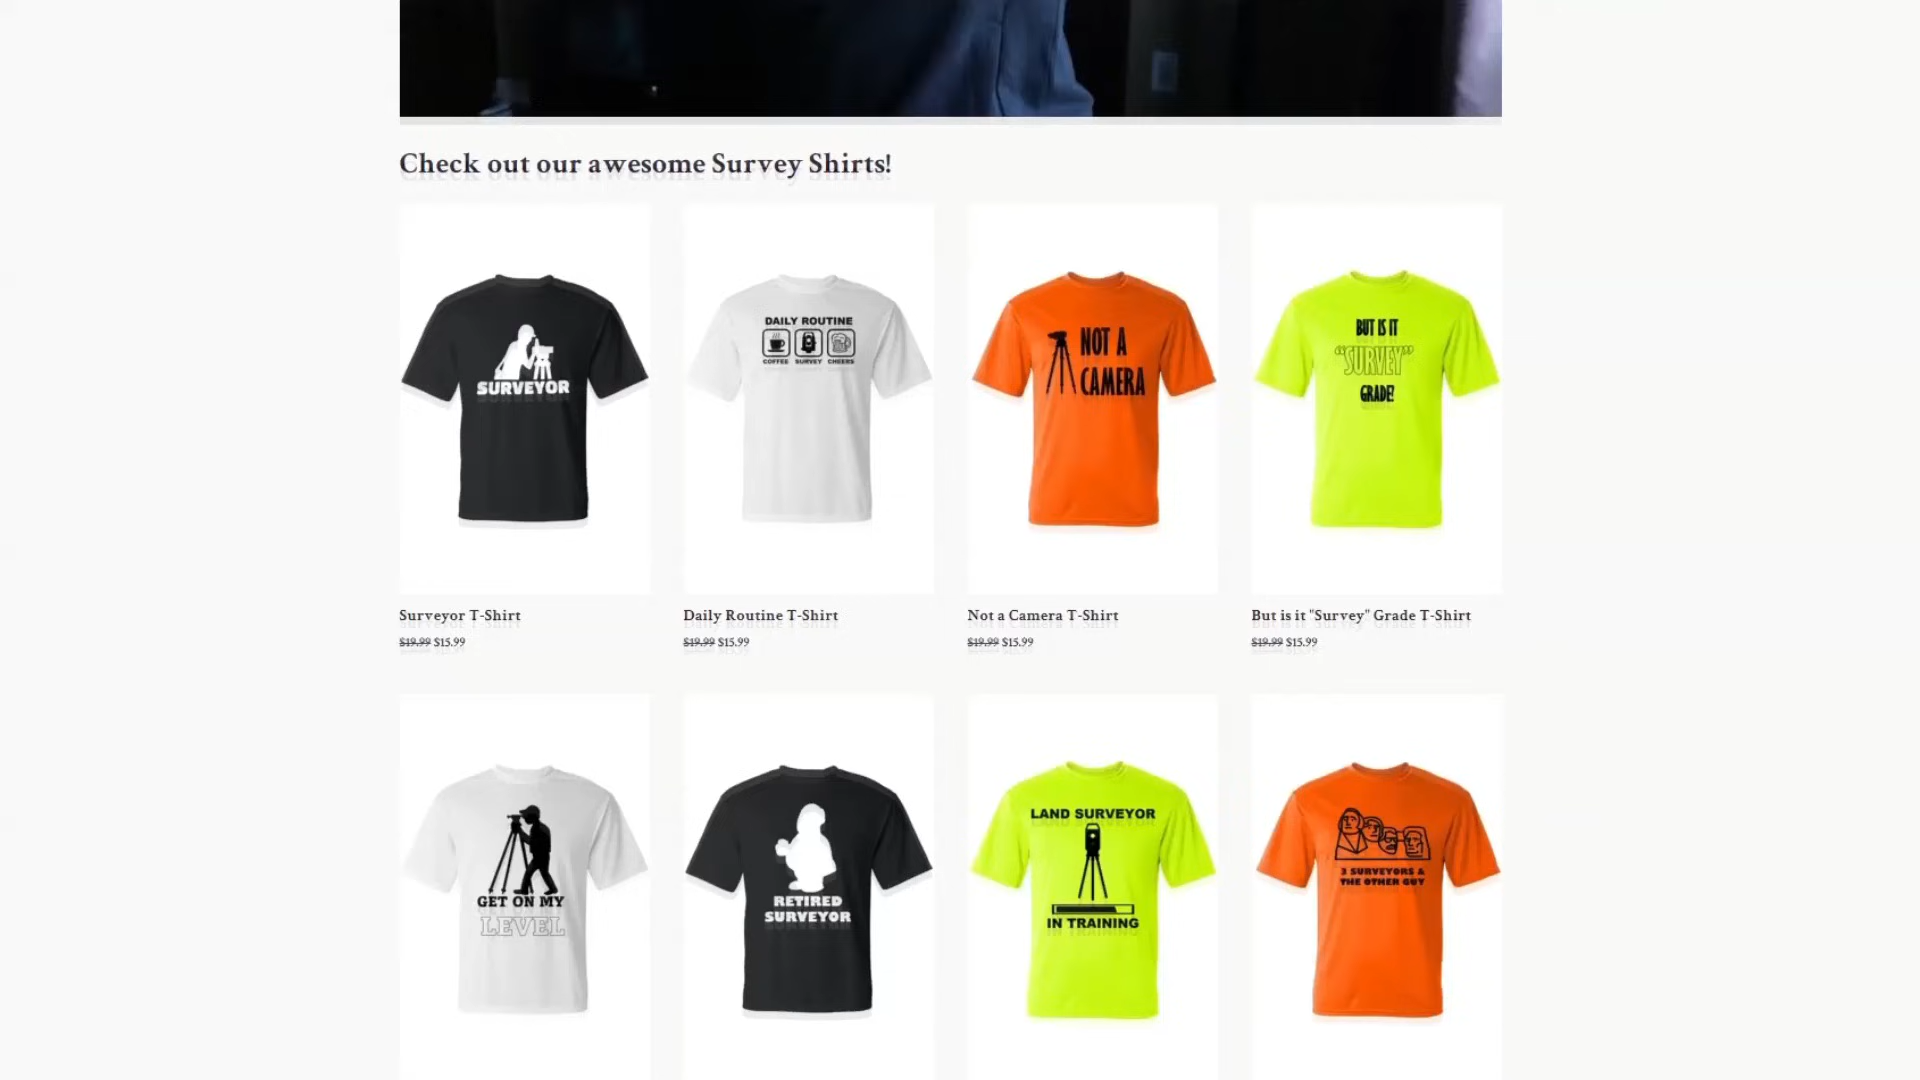 Check out our awesome Survey Shirts!
SURVEYOR
DAILY ROUTINE
COFFEE SURVEY CHEERS
NOT A
CAMERA
BUT IS IT
"SURVEY"
GRADE?
Surveyor T-Shirt
$19.99 $15.99
Daily Routine T-Shirt
$19.99 $15.99
Not a Camera T-Shirt
$19.99 $15.99
But is it "Survey" Grade T-Shirt
$19.99 $15.99
GET ON MY
LEVEL
RETIRED
SURVEYOR
LAND SURVEYOR
IN TRAINING
3 SURVEYORS &
THE OTHER GUY